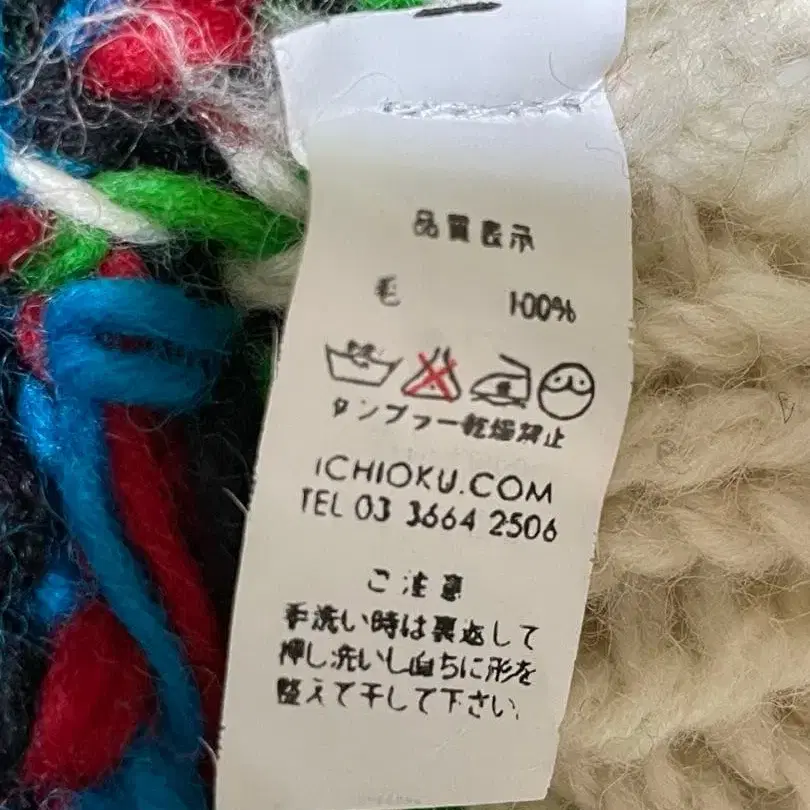 品質表示
毛 100%
タンブラー乾燥禁止
ICHIOKU.COM
TEL 03 3664 2506
ご注意
手洗い時は裏返して
押し洗いし直ちに形を
整えて干して下さい。